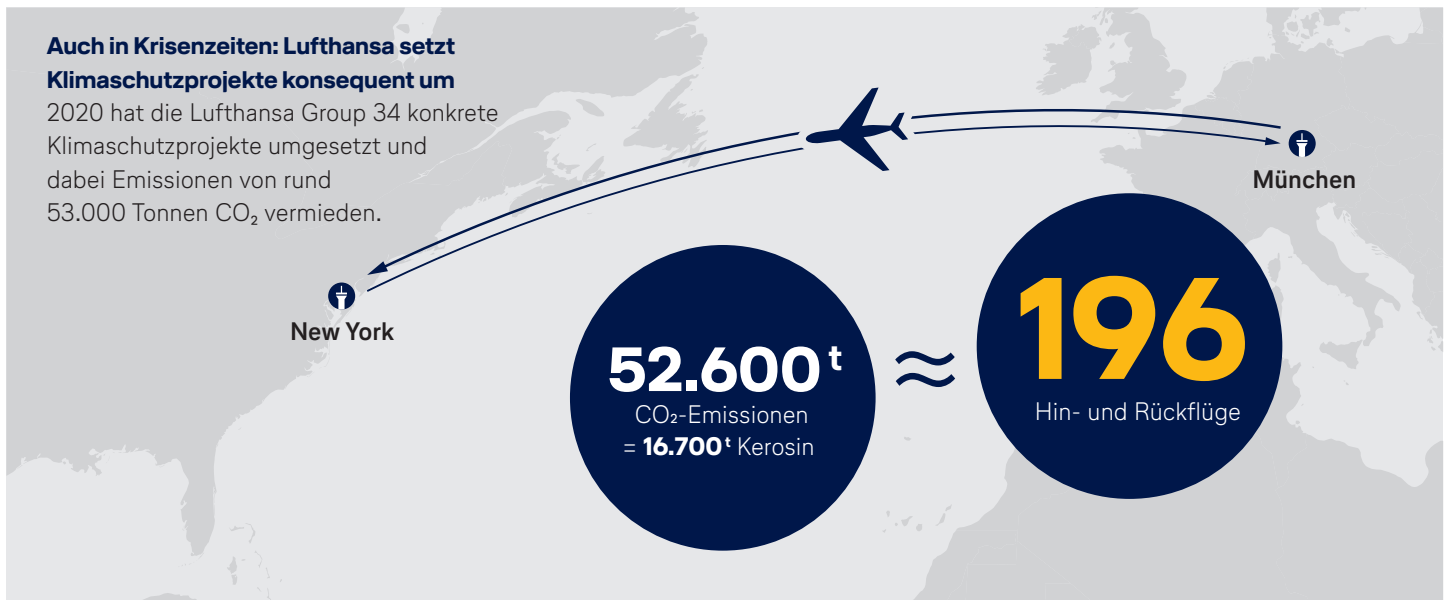 Auch in Krisenzeiten: Lufthansa setzt
Klimaschutzprojekte konsequent um
2020 hat die Lufthansa Group 34 konkrete
Klimaschutzprojekte umgesetzt und
dabei Emissionen von rund
53.000 Tonnen CO₂ vermieden.
München
New York
52.600 t
CO₂-Emissionen
= 16.700 t Kerosin
≈
196
Hin- und Rückflüge